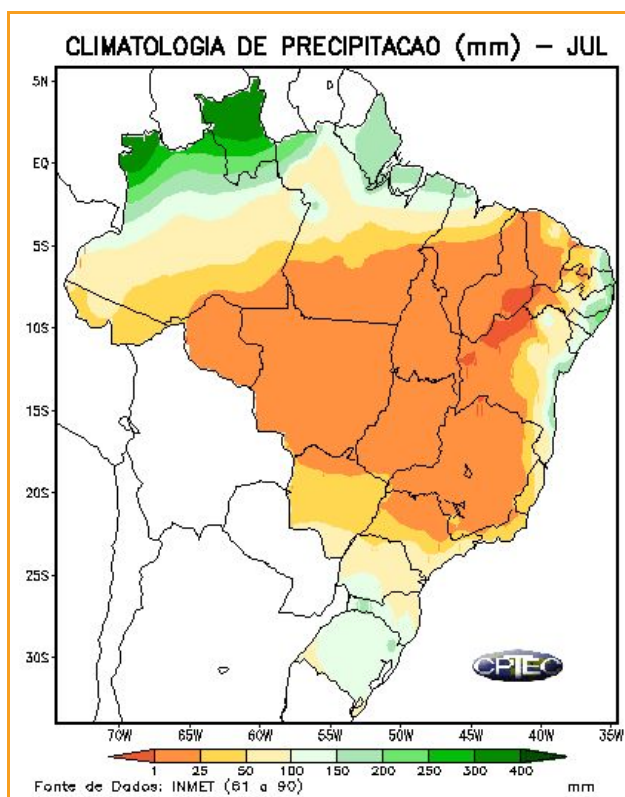 CLIMATOLOGIA DE PRECIPITACAO (mm) – JUL
5N
EQ
5S
10S
15S
20S
25S
30S
70W 65W 60W 55W 50W 45W 40W 35W
CPTEC
1 25 50 100 150 200 250 300 400
Fonte de Dados: INMET (61 a 90) mm